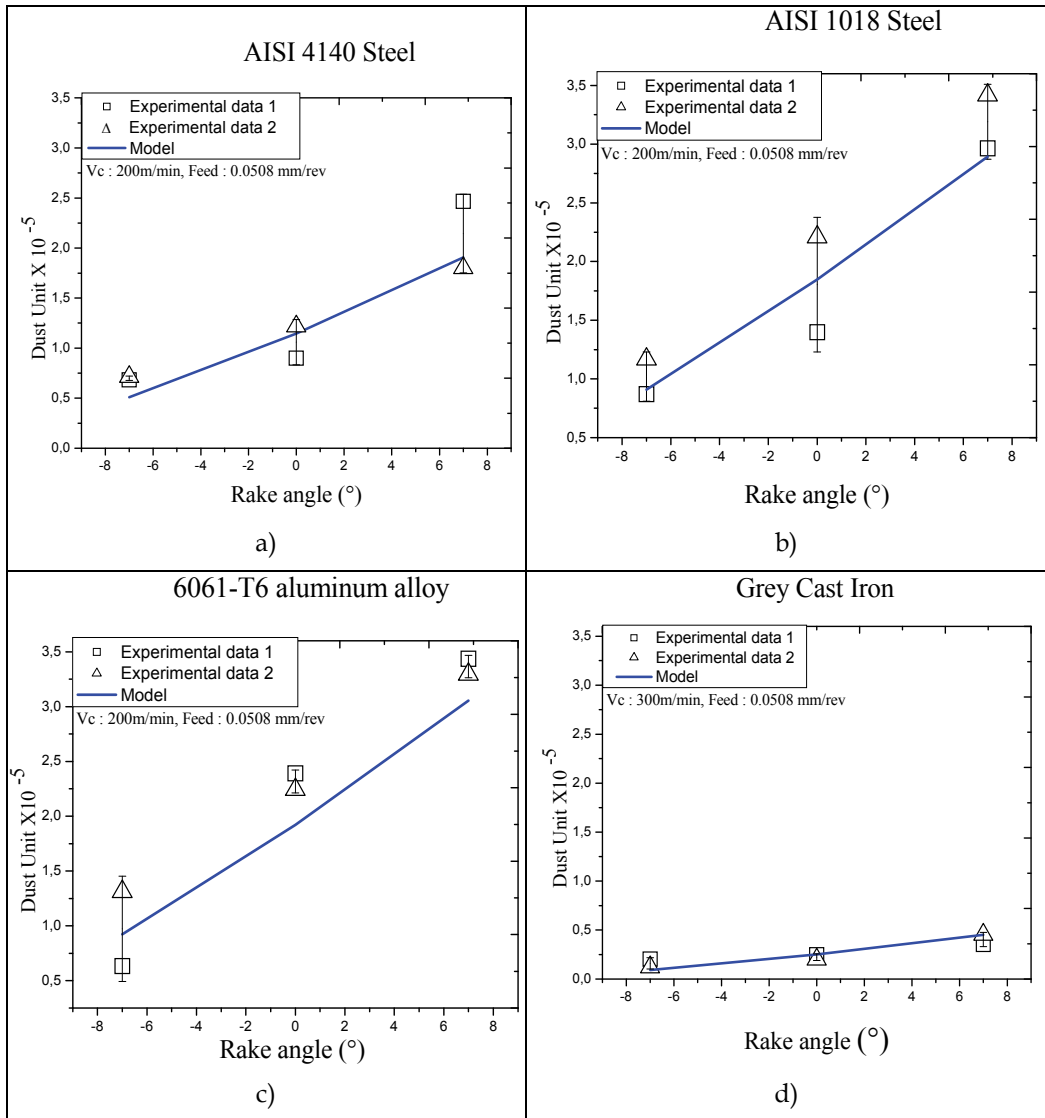 AISI 4140 Steel
3,5
Experimental data 1
Experimental data 2
Model
3,0
Vc : 200m/min, Feed : 0.0508 mm/rev
2,5
2,0
1,5
1,0
0,5
0,0
Dust Unit X 10 -5
-8 -6 -4 -2 0 2 4 6 8
Rake angle (°)
a)
AISI 1018 Steel
3,5
Experimental data 1
Experimental data 2
Model
3,0
Vc : 200m/min, Feed : 0.0508 mm/rev
2,5
2,0
1,5
1,0
0,5
Dust Unit X10 -5
-8 -6 -4 -2 0 2 4 6 8
Rake angle (°)
b)
6061-T6 aluminum alloy
3,5
Experimental data 1
Experimental data 2
Model
Vc : 200m/min, Feed : 0.0508 mm/rev
3,0
2,5
2,0
1,5
1,0
0,5
Dust Unit X10 -5
-8 -6 -4 -2 0 2 4 6 8
Rake angle (°)
c)
Grey Cast Iron
3,5
Experimental data 1
Experimental data 2
Model
3,0
Vc : 300m/min, Feed : 0.0508 mm/rev
2,5
2,0
1,5
1,0
0,5
0,0
Dust Unit X10 -5
-8 -6 -4 -2 0 2 4 6 8
Rake angle (°)
d)